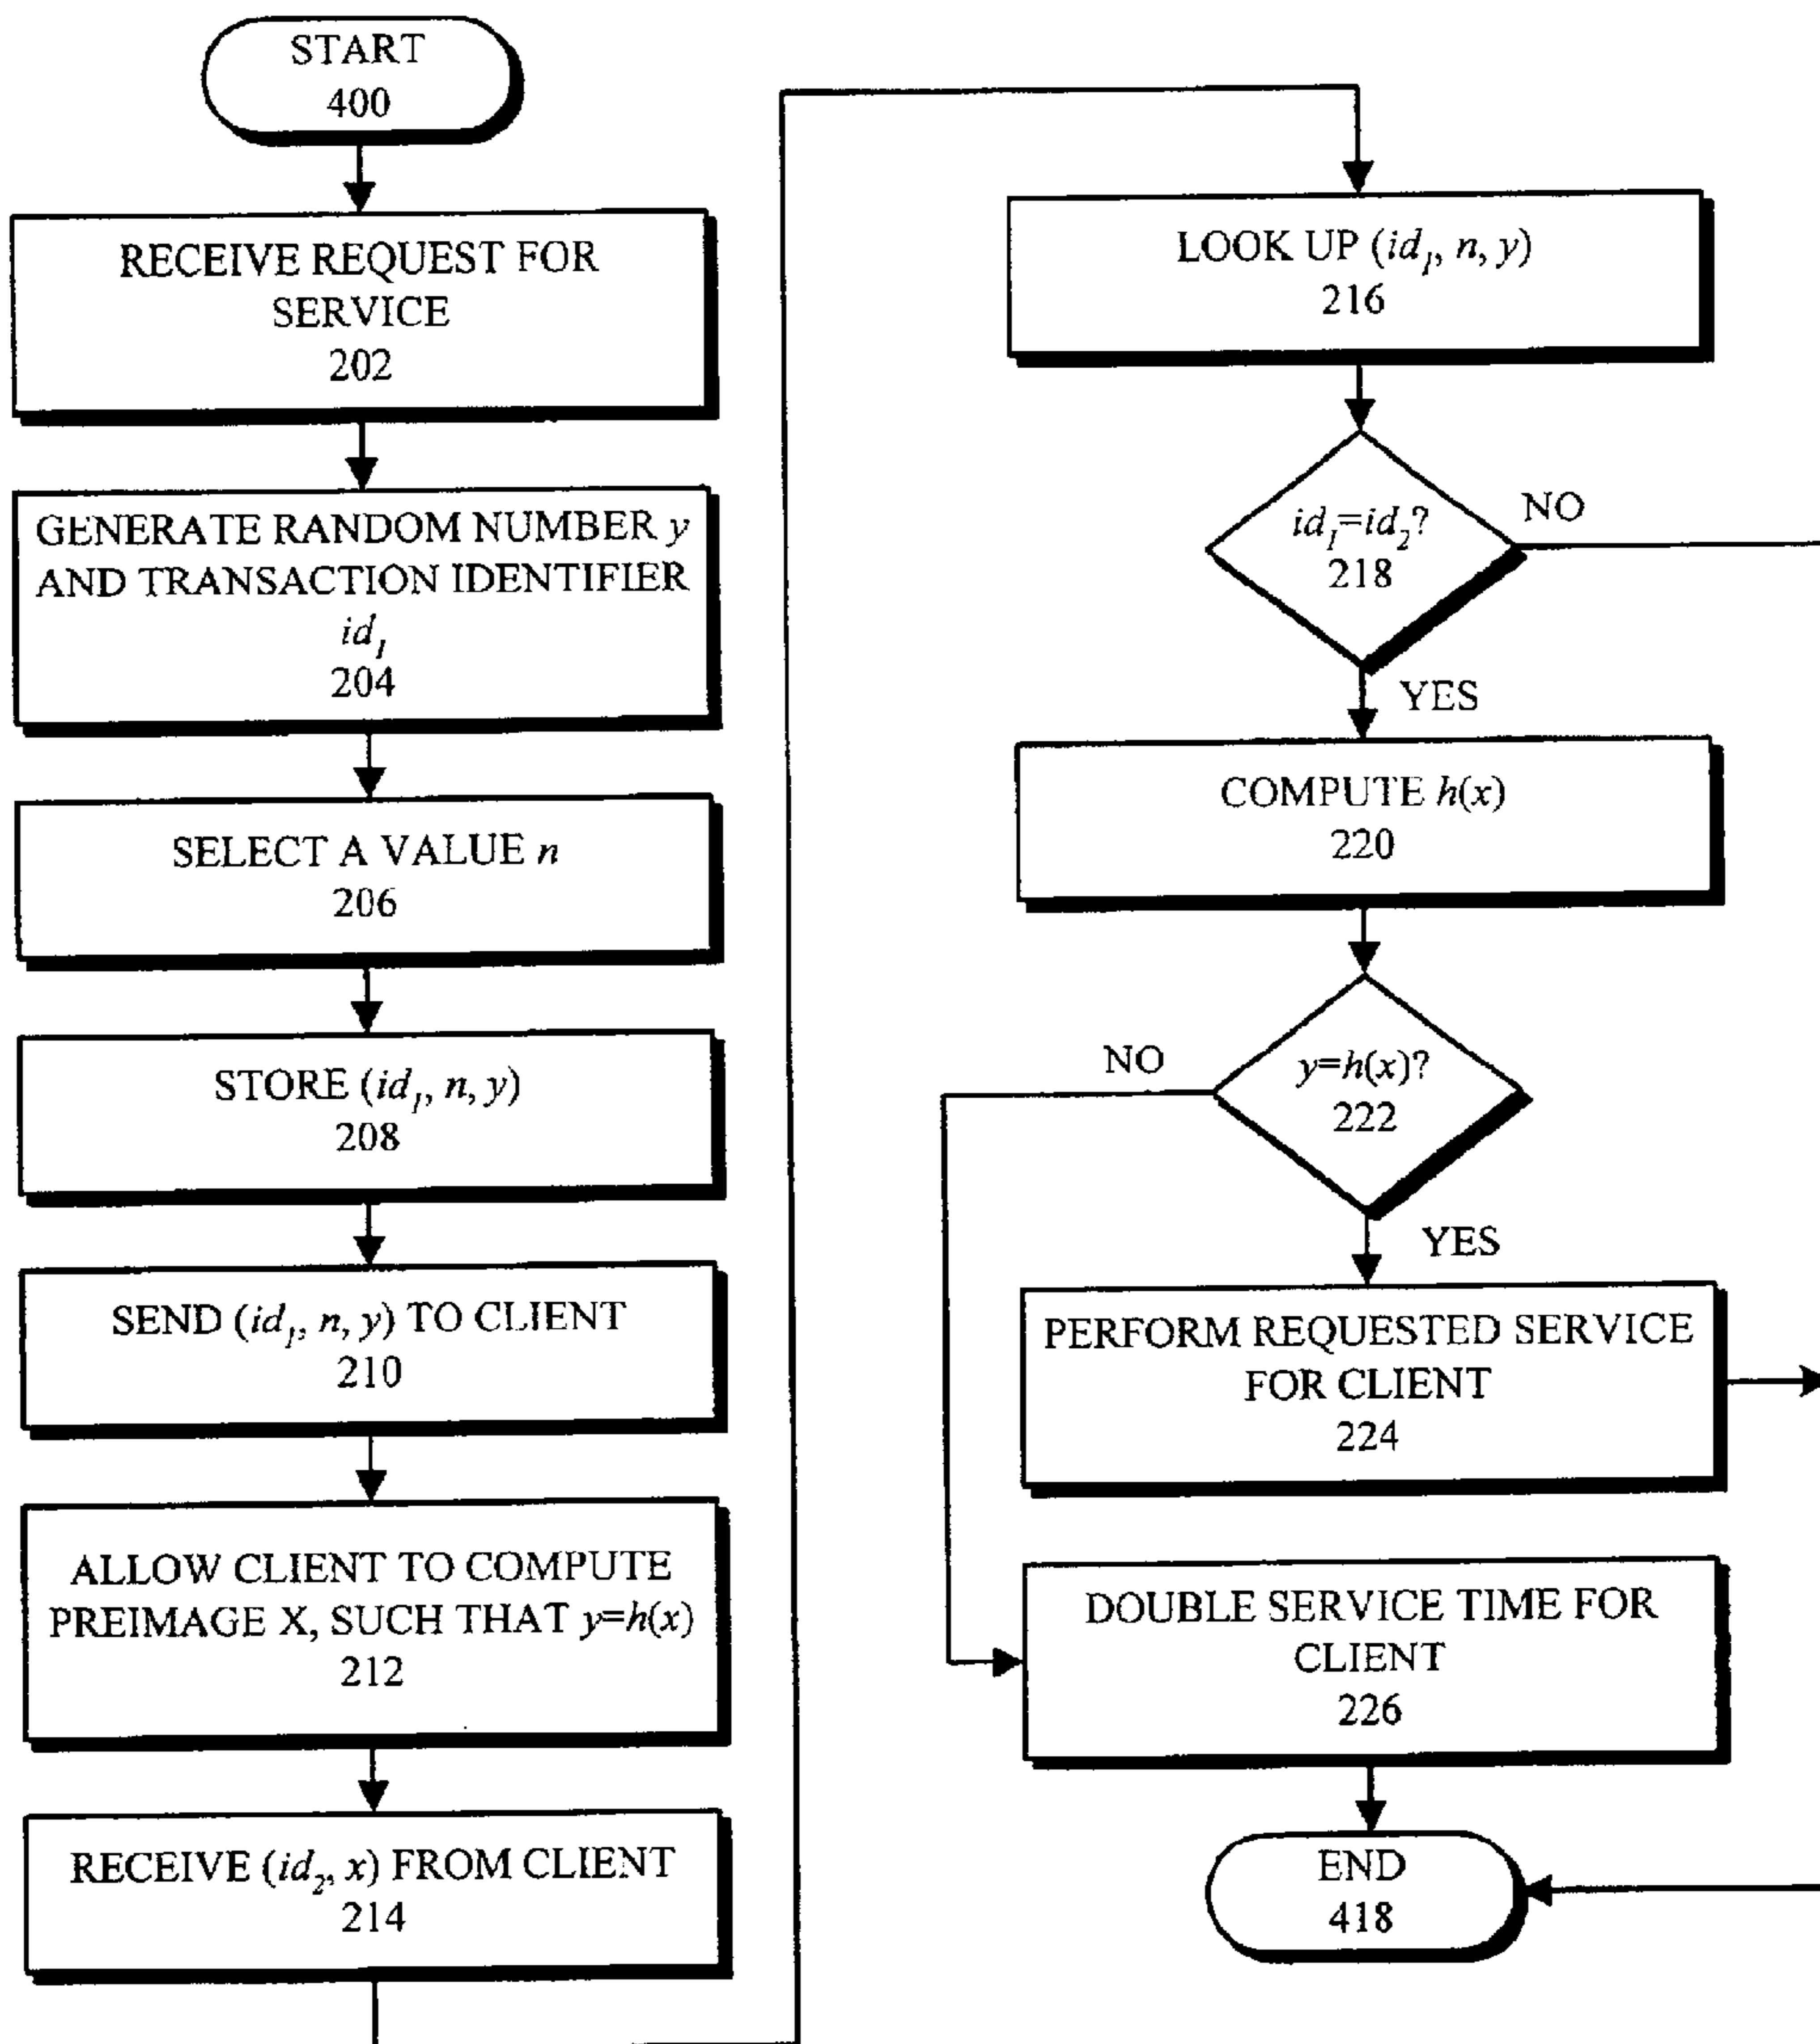 START
400
RECEIVE REQUEST FOR
SERVICE
202
GENERATE RANDOM NUMBER y
AND TRANSACTION IDENTIFIER
id₁
204
SELECT A VALUE n
206
STORE (id₁, n, y)
208
SEND (id₁, n, y) TO CLIENT
210
ALLOW CLIENT TO COMPUTE
PREIMAGE X, SUCH THAT y=h(x)
212
RECEIVE (id₂, x) FROM CLIENT
214
LOOK UP (id₁, n, y)
216
id₁=id₂?
218
NO
YES
COMPUTE h(x)
220
NO
y=h(x)?
222
YES
PERFORM REQUESTED SERVICE
FOR CLIENT
224
DOUBLE SERVICE TIME FOR
CLIENT
226
END
418